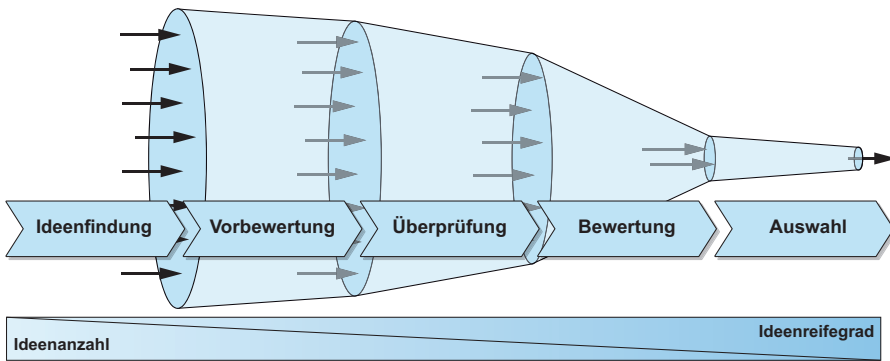 Ideenfindung
Vorbewertung
Überprüfung
Bewertung
Auswahl
Ideenanzahl
Ideenreifegrad